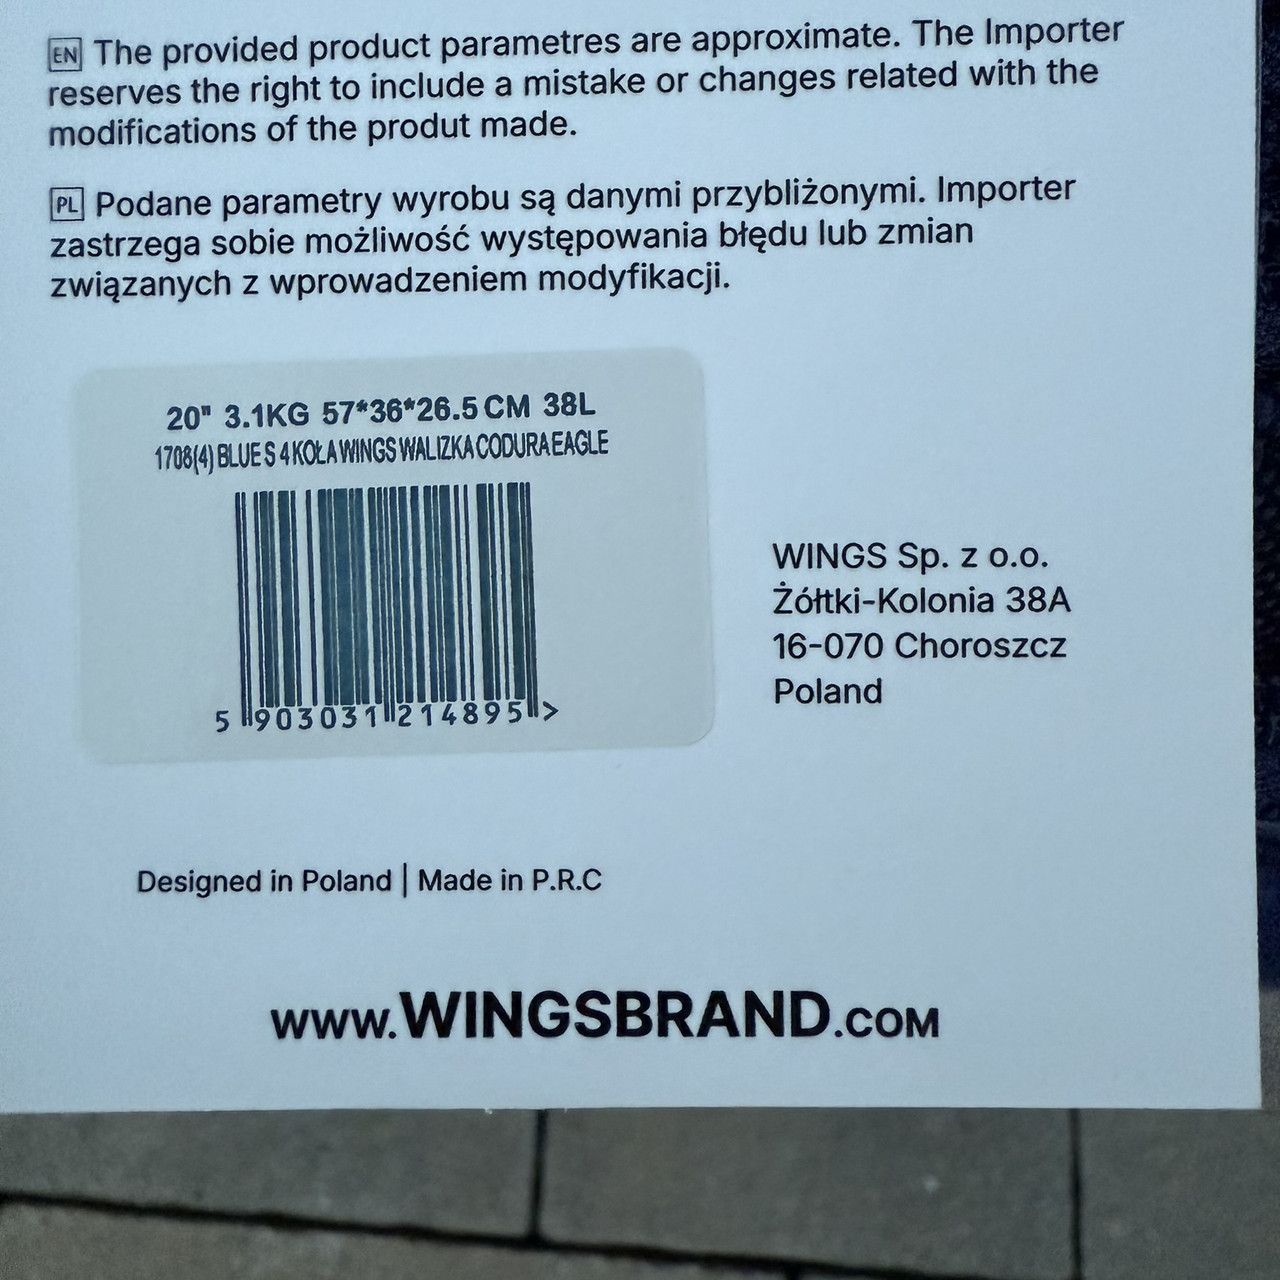 EN The provided product parametres are approximate. The Importer
reserves the right to include a mistake or changes related with the
modifications of the produt made.
PL Podane parametry wyrobu są danymi przybliżonymi. Importer
zastrzega sobie możliwość występowania błędu lub zmian
związanych z wprowadzeniem modyfikacji.
20" 3.1KG 57*36*26.5 CM 38L
1708(4) BLUE S 4 KOŁA WINGS WALIZKA CODURA EAGLE
5 903031 214895 >
WINGS Sp. z o.o.
Żółtki-Kolonia 38A
16-070 Choroszcz
Poland
Designed in Poland | Made in P.R.C
www.WINGSBRAND.COM